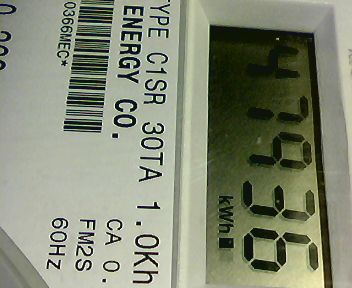 47936
kWh
TYPE C1SR 30TA 1.0Kh
ENERGY CO.
CA 0.
FM2S
0366MEC*
60HZ